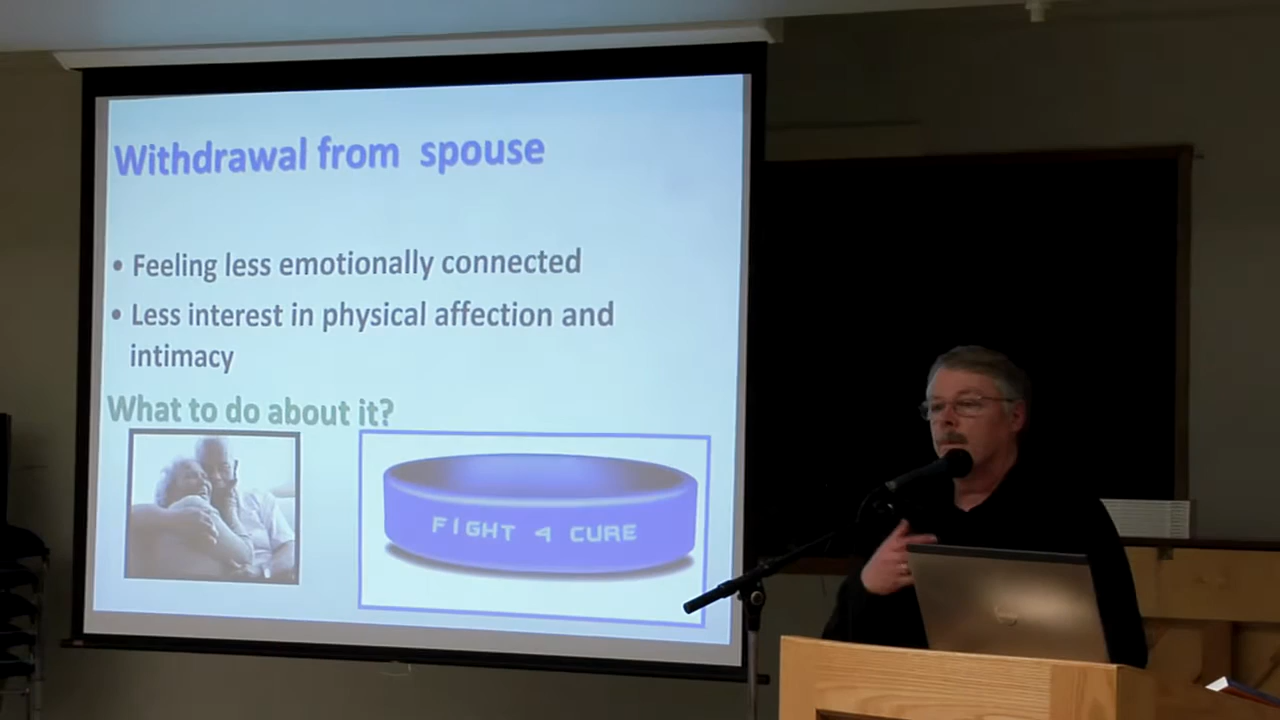 Withdrawal from spouse
• Feeling less emotionally connected
• Less interest in physical affection and
intimacy
What to do about it?
FIGHT 4 CURE